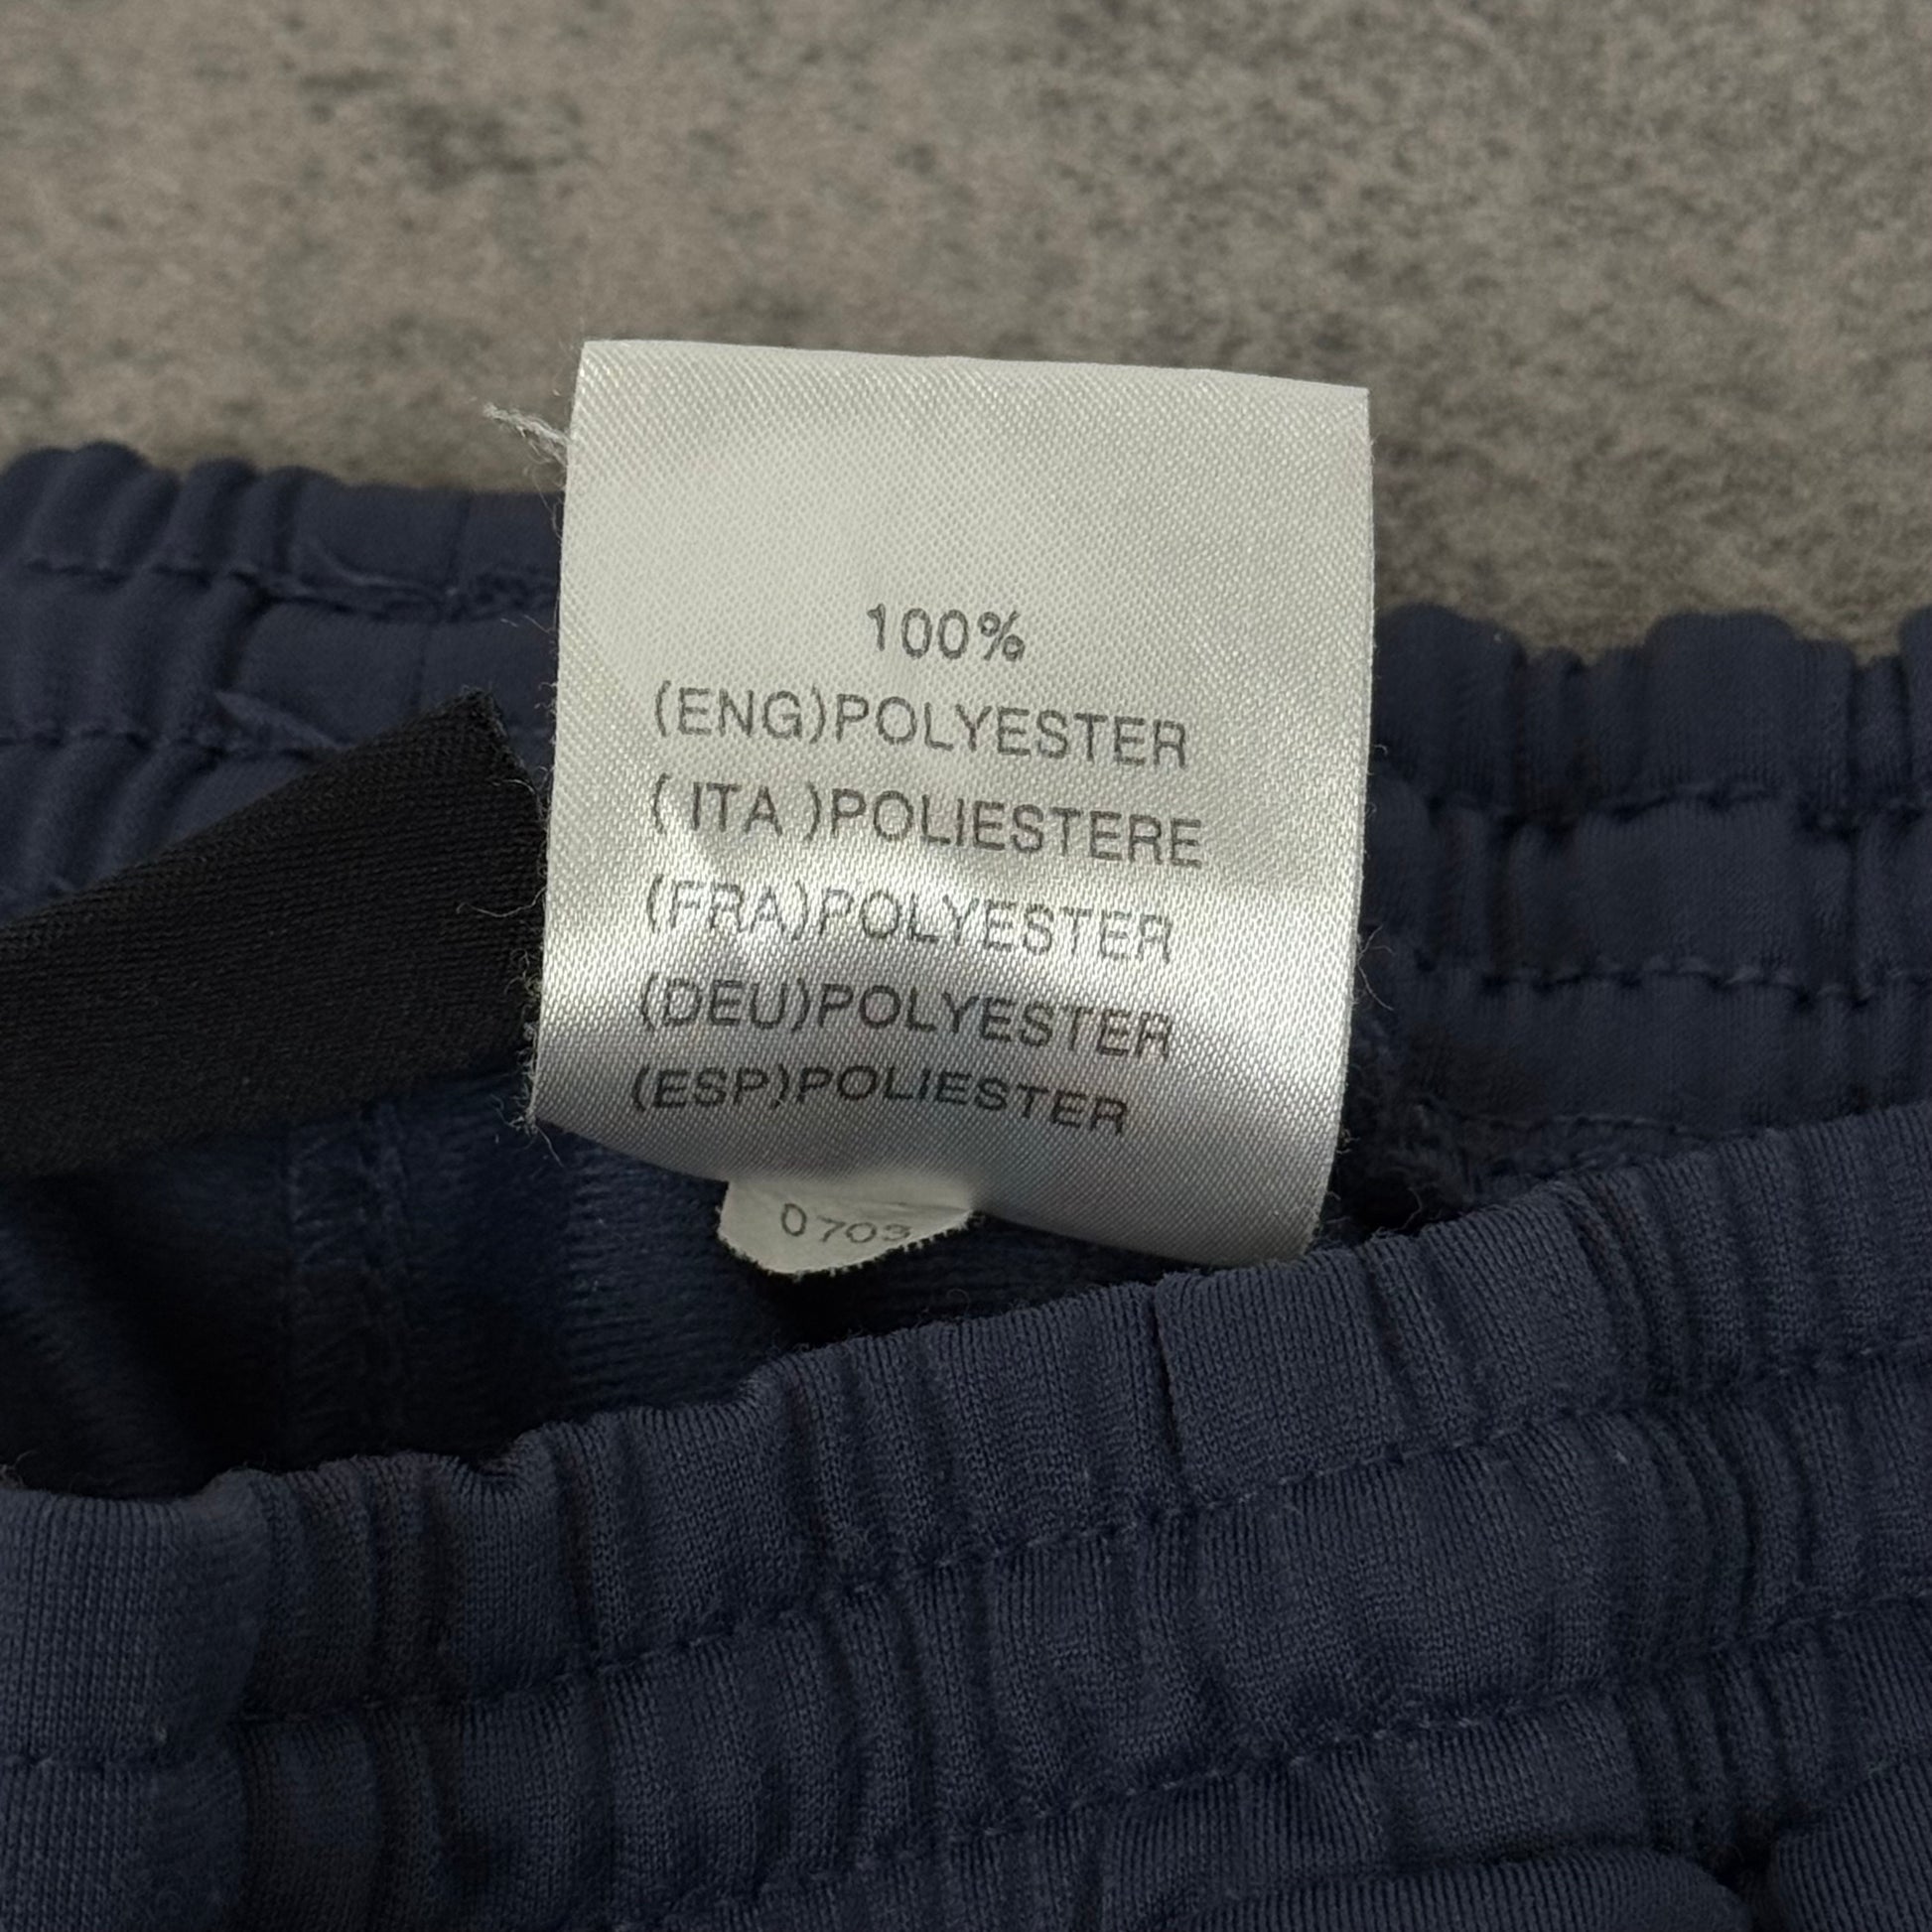 100%
(ENG)POLYESTER
( ITA )POLIESTERE
(FRA)POLYESTER
(DEU)POLYESTER
(ESP)POLIESTER
0703